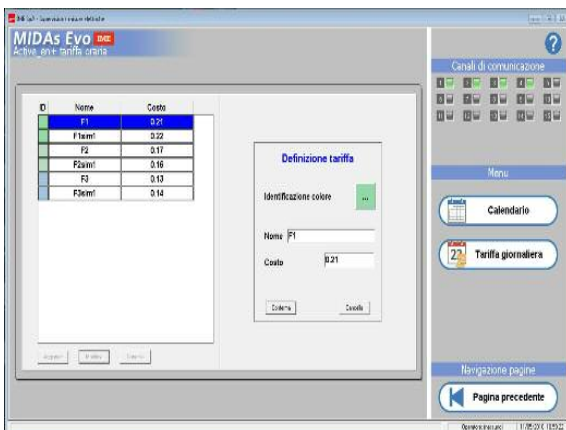 MIDAs Evo IME
Active_en+ tariffa oraria
?
Canali di comunicazione
ID Nome Costo
F1 0.21
F1sim1 0.22
F2 0.17
F2sim1 0.16
F3 0.13
F3sim1 0.14
Definizione tariffa
Identificazione colore ...
Nome F1
Costo 0.21
Conferma Cancella
Menu
Calendario
22 Tariffa giornaliera
Navigazione pagine
Pagina precedente